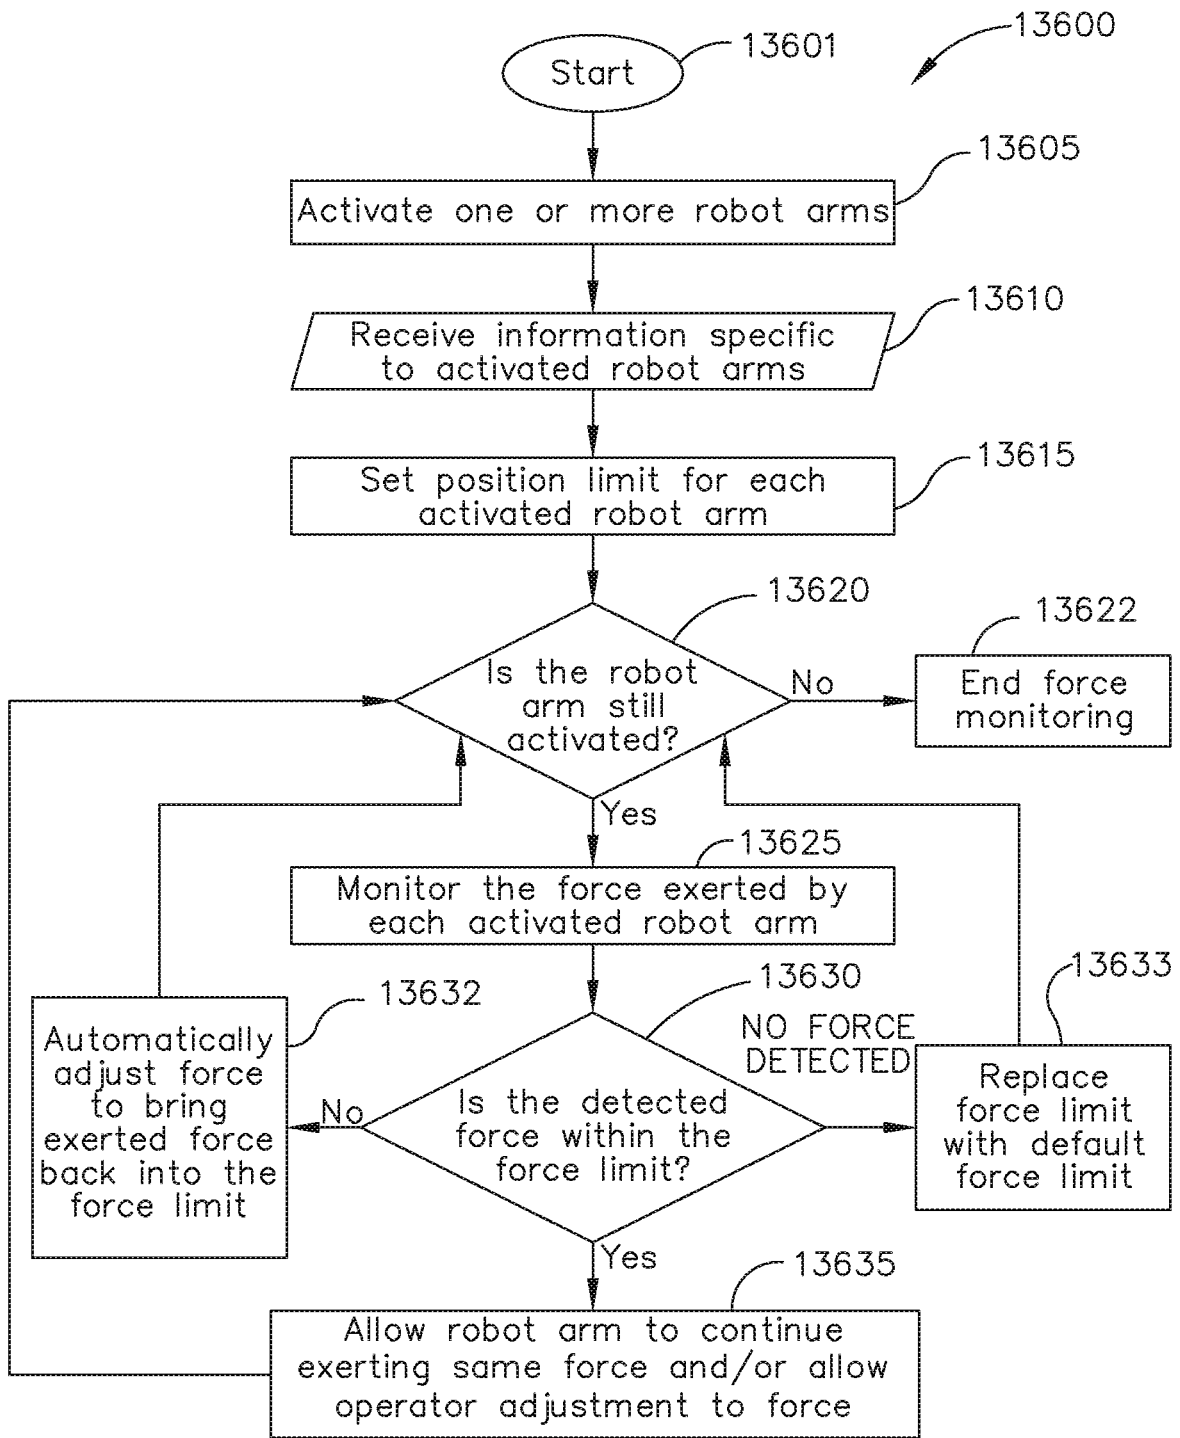 13600
13601
Start
13605
Activate one or more robot arms
13610
Receive information specific
to activated robot arms
13615
Set position limit for each
activated robot arm
13620
Is the robot
arm still
activated?
No
13622
End force
monitoring
Yes
13625
Monitor the force exerted by
each activated robot arm
13630
13632
Automatically
adjust force
to bring
exerted force
back into the
force limit
No
Is the detected
force within the
force limit?
NO FORCE
DETECTED
13633
Replace
force limit
with default
force limit
Yes
13635
Allow robot arm to continue
exerting same force and/or allow
operator adjustment to force